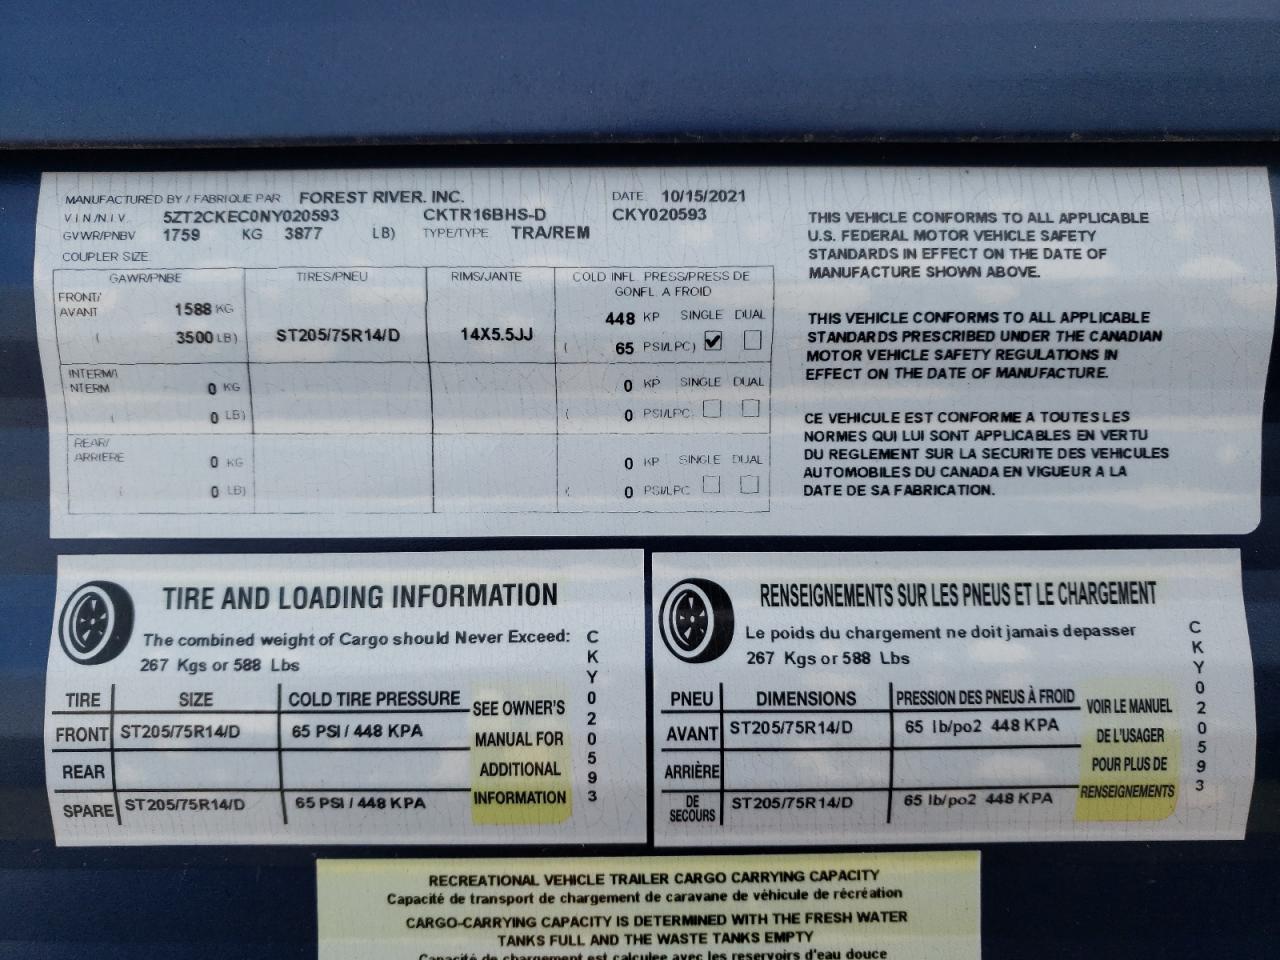 MANUFACTURED BY / FABRIQUE PAR FOREST RIVER, INC. DATE 10/15/2021
V I N / N.I.V. 5ZT2CKEC0NY020593 CKTR16BHS-D CKY020593
GVWR/PNBV 1759 KG 3877 LB) TYPE/TYPE TRA/REM
COUPLER SIZE
GAWR/PNBE TIRES/PNEU RIMS/JANTE COLD INFL PRESS/PRESS DE
GONFL. A FROID
FRONT/
AVANT 1588 KG 448 KP SINGLE DUAL
( 3500 LB) ST205/75R14/D 14X5.5JJ ( 65 PSI/LPC)
INTERM/I
NTERM 0 KG 0 KP SINGLE DUAL
( 0 LB) ( 0 PSI/LPC
REAR/
ARRIÈRE 0 KG 0 KP SINGLE DUAL
( 0 LB) ( 0 PSI/LPC
THIS VEHICLE CONFORMS TO ALL APPLICABLE
U.S. FEDERAL MOTOR VEHICLE SAFETY
STANDARDS IN EFFECT ON THE DATE OF
MANUFACTURE SHOWN ABOVE.
THIS VEHICLE CONFORMS TO ALL APPLICABLE
STANDARDS PRESCRIBED UNDER THE CANADIAN
MOTOR VEHICLE SAFETY REGULATIONS IN
EFFECT ON THE DATE OF MANUFACTURE.
CE VEHICULE EST CONFORME A TOUTES LES
NORMES QUI LUI SONT APPLICABLES EN VERTU
DU REGLEMENT SUR LA SECURITE DES VEHICULES
AUTOMOBILES DU CANADA EN VIGUEUR A LA
DATE DE SA FABRICATION.
TIRE AND LOADING INFORMATION
The combined weight of Cargo should Never Exceed:
267 Kgs or 588 Lbs
TIRE SIZE COLD TIRE PRESSURE
FRONT ST205/75R14/D 65 PSI / 448 KPA
REAR
SPARE ST205/75R14/D 65 PSI / 448 KPA
SEE OWNER'S
MANUAL FOR
ADDITIONAL
INFORMATION
CKY020593
RENSEIGNEMENTS SUR LES PNEUS ET LE CHARGEMENT
Le poids du chargement ne doit jamais depasser
267 Kgs or 588 Lbs
PNEU DIMENSIONS PRESSION DES PNEUS À FROID
AVANT ST205/75R14/D 65 lb/po2 448 KPA
ARRIÈRE
DE
SECOURS ST205/75R14/D 65 lb/po2 448 KPA
VOIR LE MANUEL
DE L'USAGER
POUR PLUS DE
RENSEIGNEMENTS
CKY020593
RECREATIONAL VEHICLE TRAILER CARGO CARRYING CAPACITY
Capacité de transport de chargement de caravane de véhicule de récréation
CARGO-CARRYING CAPACITY IS DETERMINED WITH THE FRESH WATER
TANKS FULL AND THE WASTE TANKS EMPTY
Capacité de chargement est calculee avec les reservoirs d'eau douce